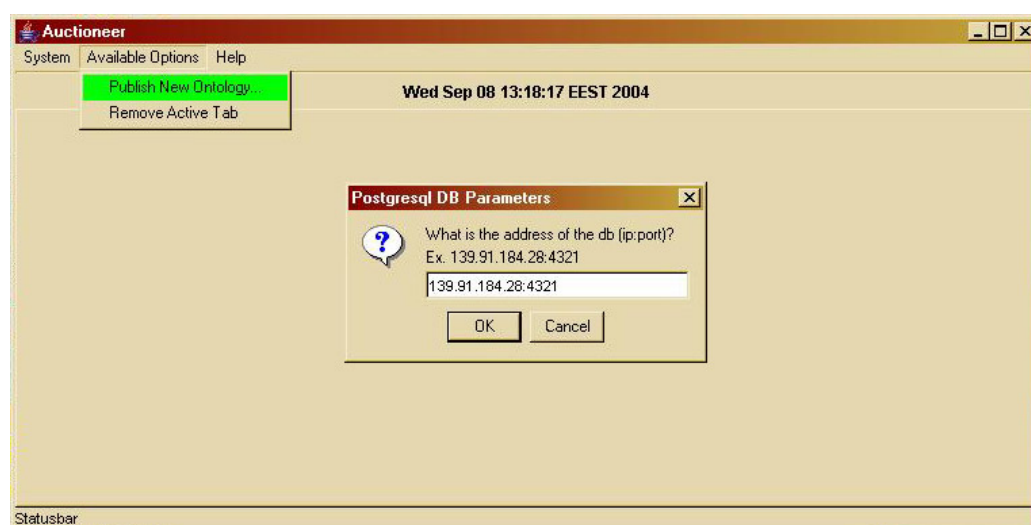 Auctioneer
System Available Options Help
Publish New Ontology...
Remove Active Tab
Wed Sep 08 13:18:17 EEST 2004
Postgresql DB Parameters
?
What is the address of the db (ip:port)?
Ex. 139.91.184.28:4321
139.91.184.28:4321
OK Cancel
Statusbar